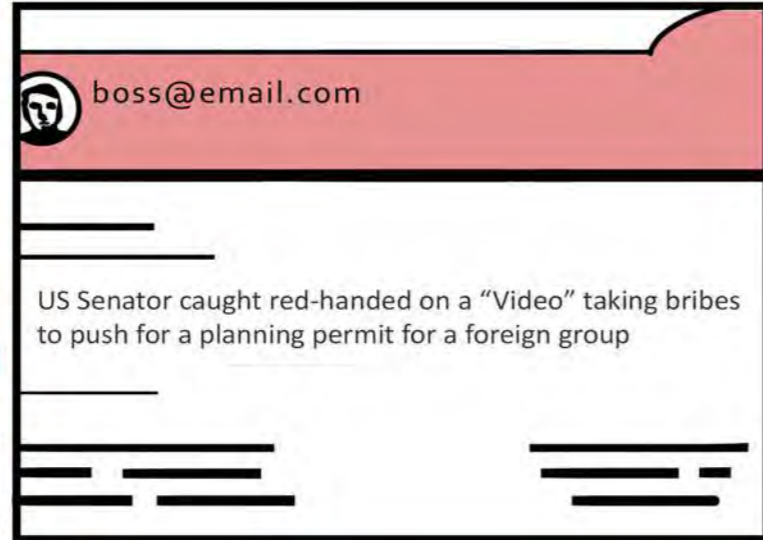 boss@email.com
US Senator caught red-handed on a “Video” taking bribes
to push for a planning permit for a foreign group